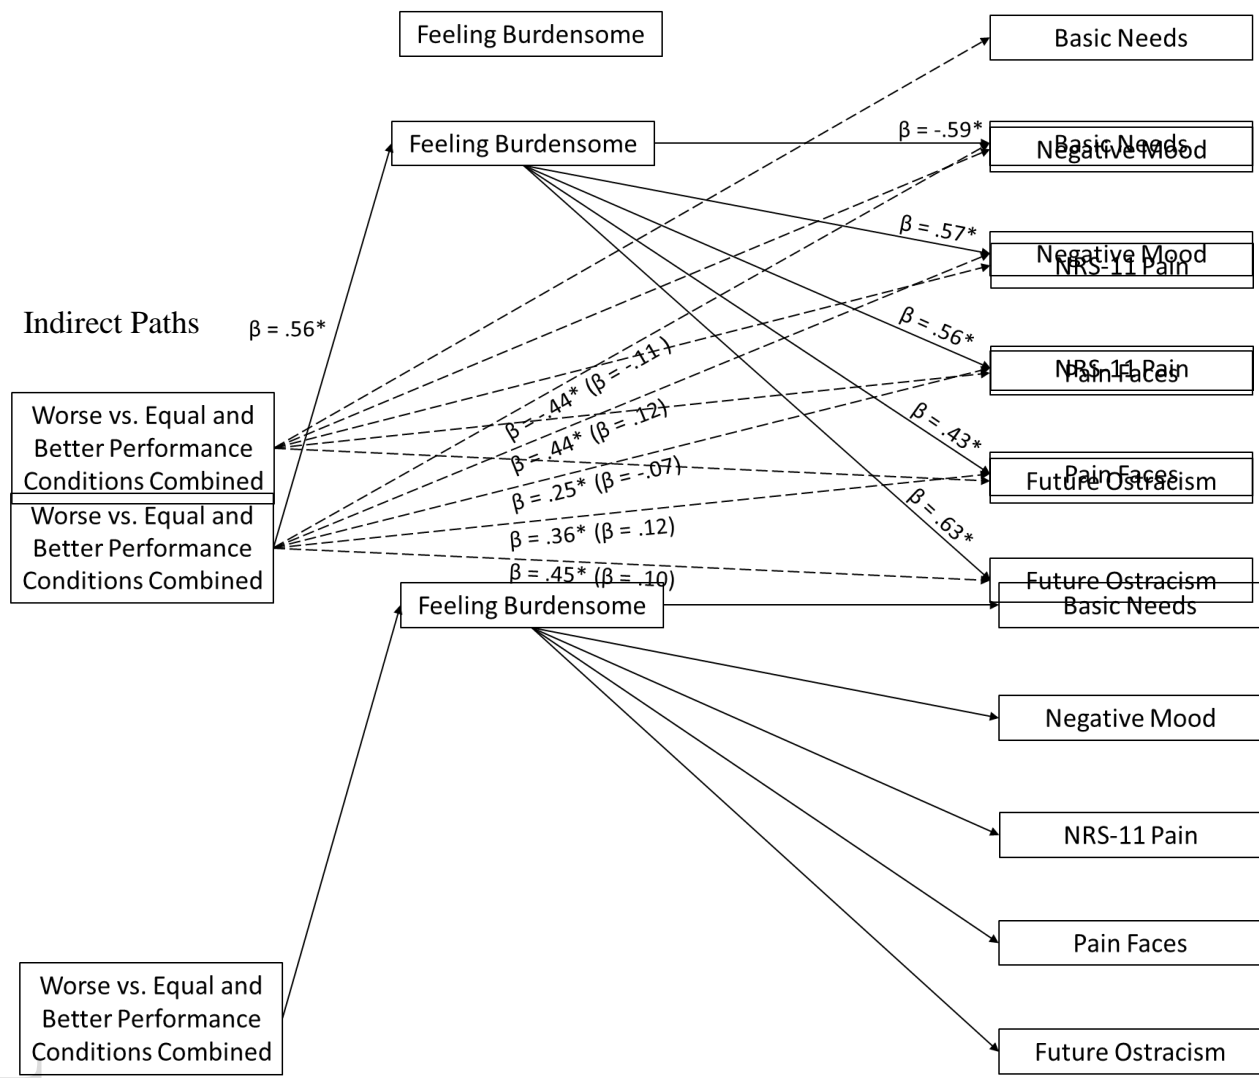 Feeling Burdensome
Basic Needs
Feeling Burdensome
β = -.59*
Basic Needs
Negative Mood
β = .57*
Negative Mood
NRS-11 Pain
Indirect Paths
β = .56*
β = .56*
NRS-11 Pain
Pain Faces
β = -.44* (β = -.11 )
β = .44* (β = .12)
β = .43*
Worse vs. Equal and
Better Performance
Conditions Combined
β = .25* (β = -.07)
Pain Faces
Future Ostracism
Worse vs. Equal and
Better Performance
Conditions Combined
β = .36* (β = .12)
β = .63*
β = .45* (β = .10)
Future Ostracism
Feeling Burdensome
Basic Needs
Negative Mood
NRS-11 Pain
Pain Faces
Worse vs. Equal and
Better Performance
Conditions Combined
Future Ostracism